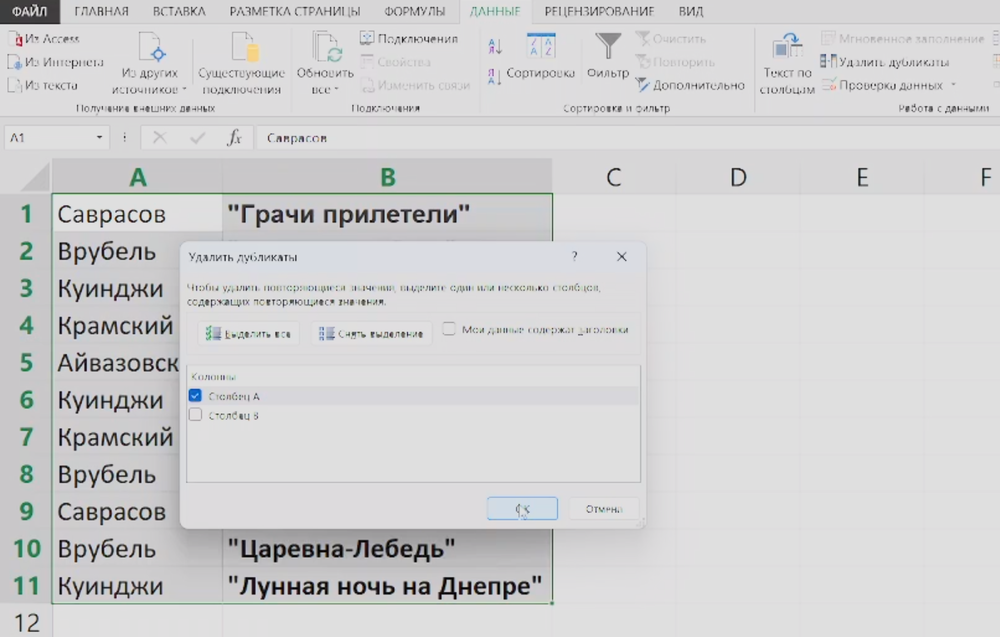 ФАЙЛ ГЛАВНАЯ ВСТАВКА РАЗМЕТКА СТРАНИЦЫ ФОРМУЛЫ ДАННЫЕ РЕЦЕНЗИРОВАНИЕ ВИД
Из Access
Из Интернета
Из текста
Из других
источников
Существующие
подключения
Получение внешних данных
Обновить
все
Подключения
Свойства
Изменить связи
Подключения
Сортировка
Фильтр
Очистить
Повторить
Дополнительно
Сортировка и фильтр
Текст по
столбцам
Мгновенное заполнение
Удалить дубликаты
Проверка данных
Работа с данными
A1 fx Саврасов
A B C D E F
1 Саврасов "Грачи прилетели"
2 Врубель
3 Куинджи
4 Крамский
5 Айвазовск
6 Куинджи
7 Крамский
8 Врубель
9 Саврасов
10 Врубель "Царевна-Лебедь"
11 Куинджи "Лунная ночь на Днепре"
12
Удалить дубликаты ?
Чтобы удалить повторяющиеся значения, выделите один или несколько столбцов,
содержащих повторяющиеся значения.
Выделить все Снять выделение Мои данные содержат заголовки
Колонны
Столбец A
Столбец B
ОК Отмена